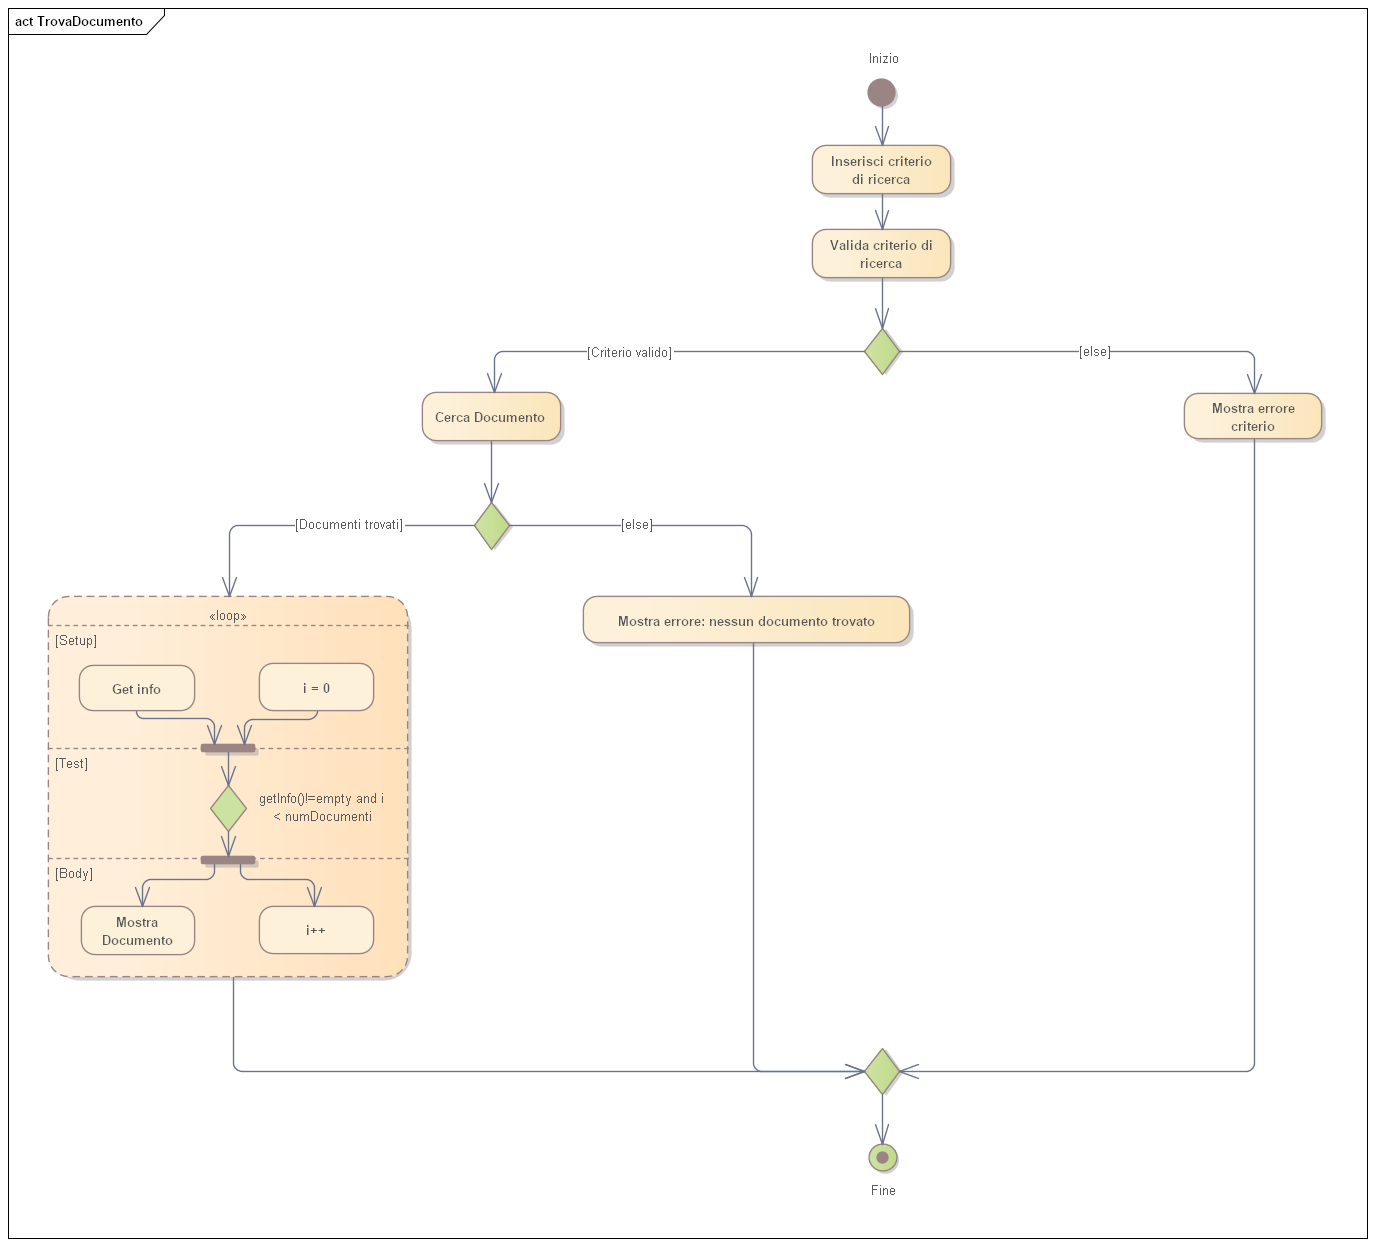 act TrovaDocumento
Inizio
Inserisci criterio
di ricerca
Valida criterio di
ricerca
[Criterio valido]
[else]
Cerca Documento
Mostra errore
criterio
[Documenti trovati]
[else]
«loop»
[Setup]
Get info
i = 0
Mostra errore: nessun documento trovato
[Test]
getInfo()!=empty and i
< numDocumenti
[Body]
Mostra
Documento
i++
Fine